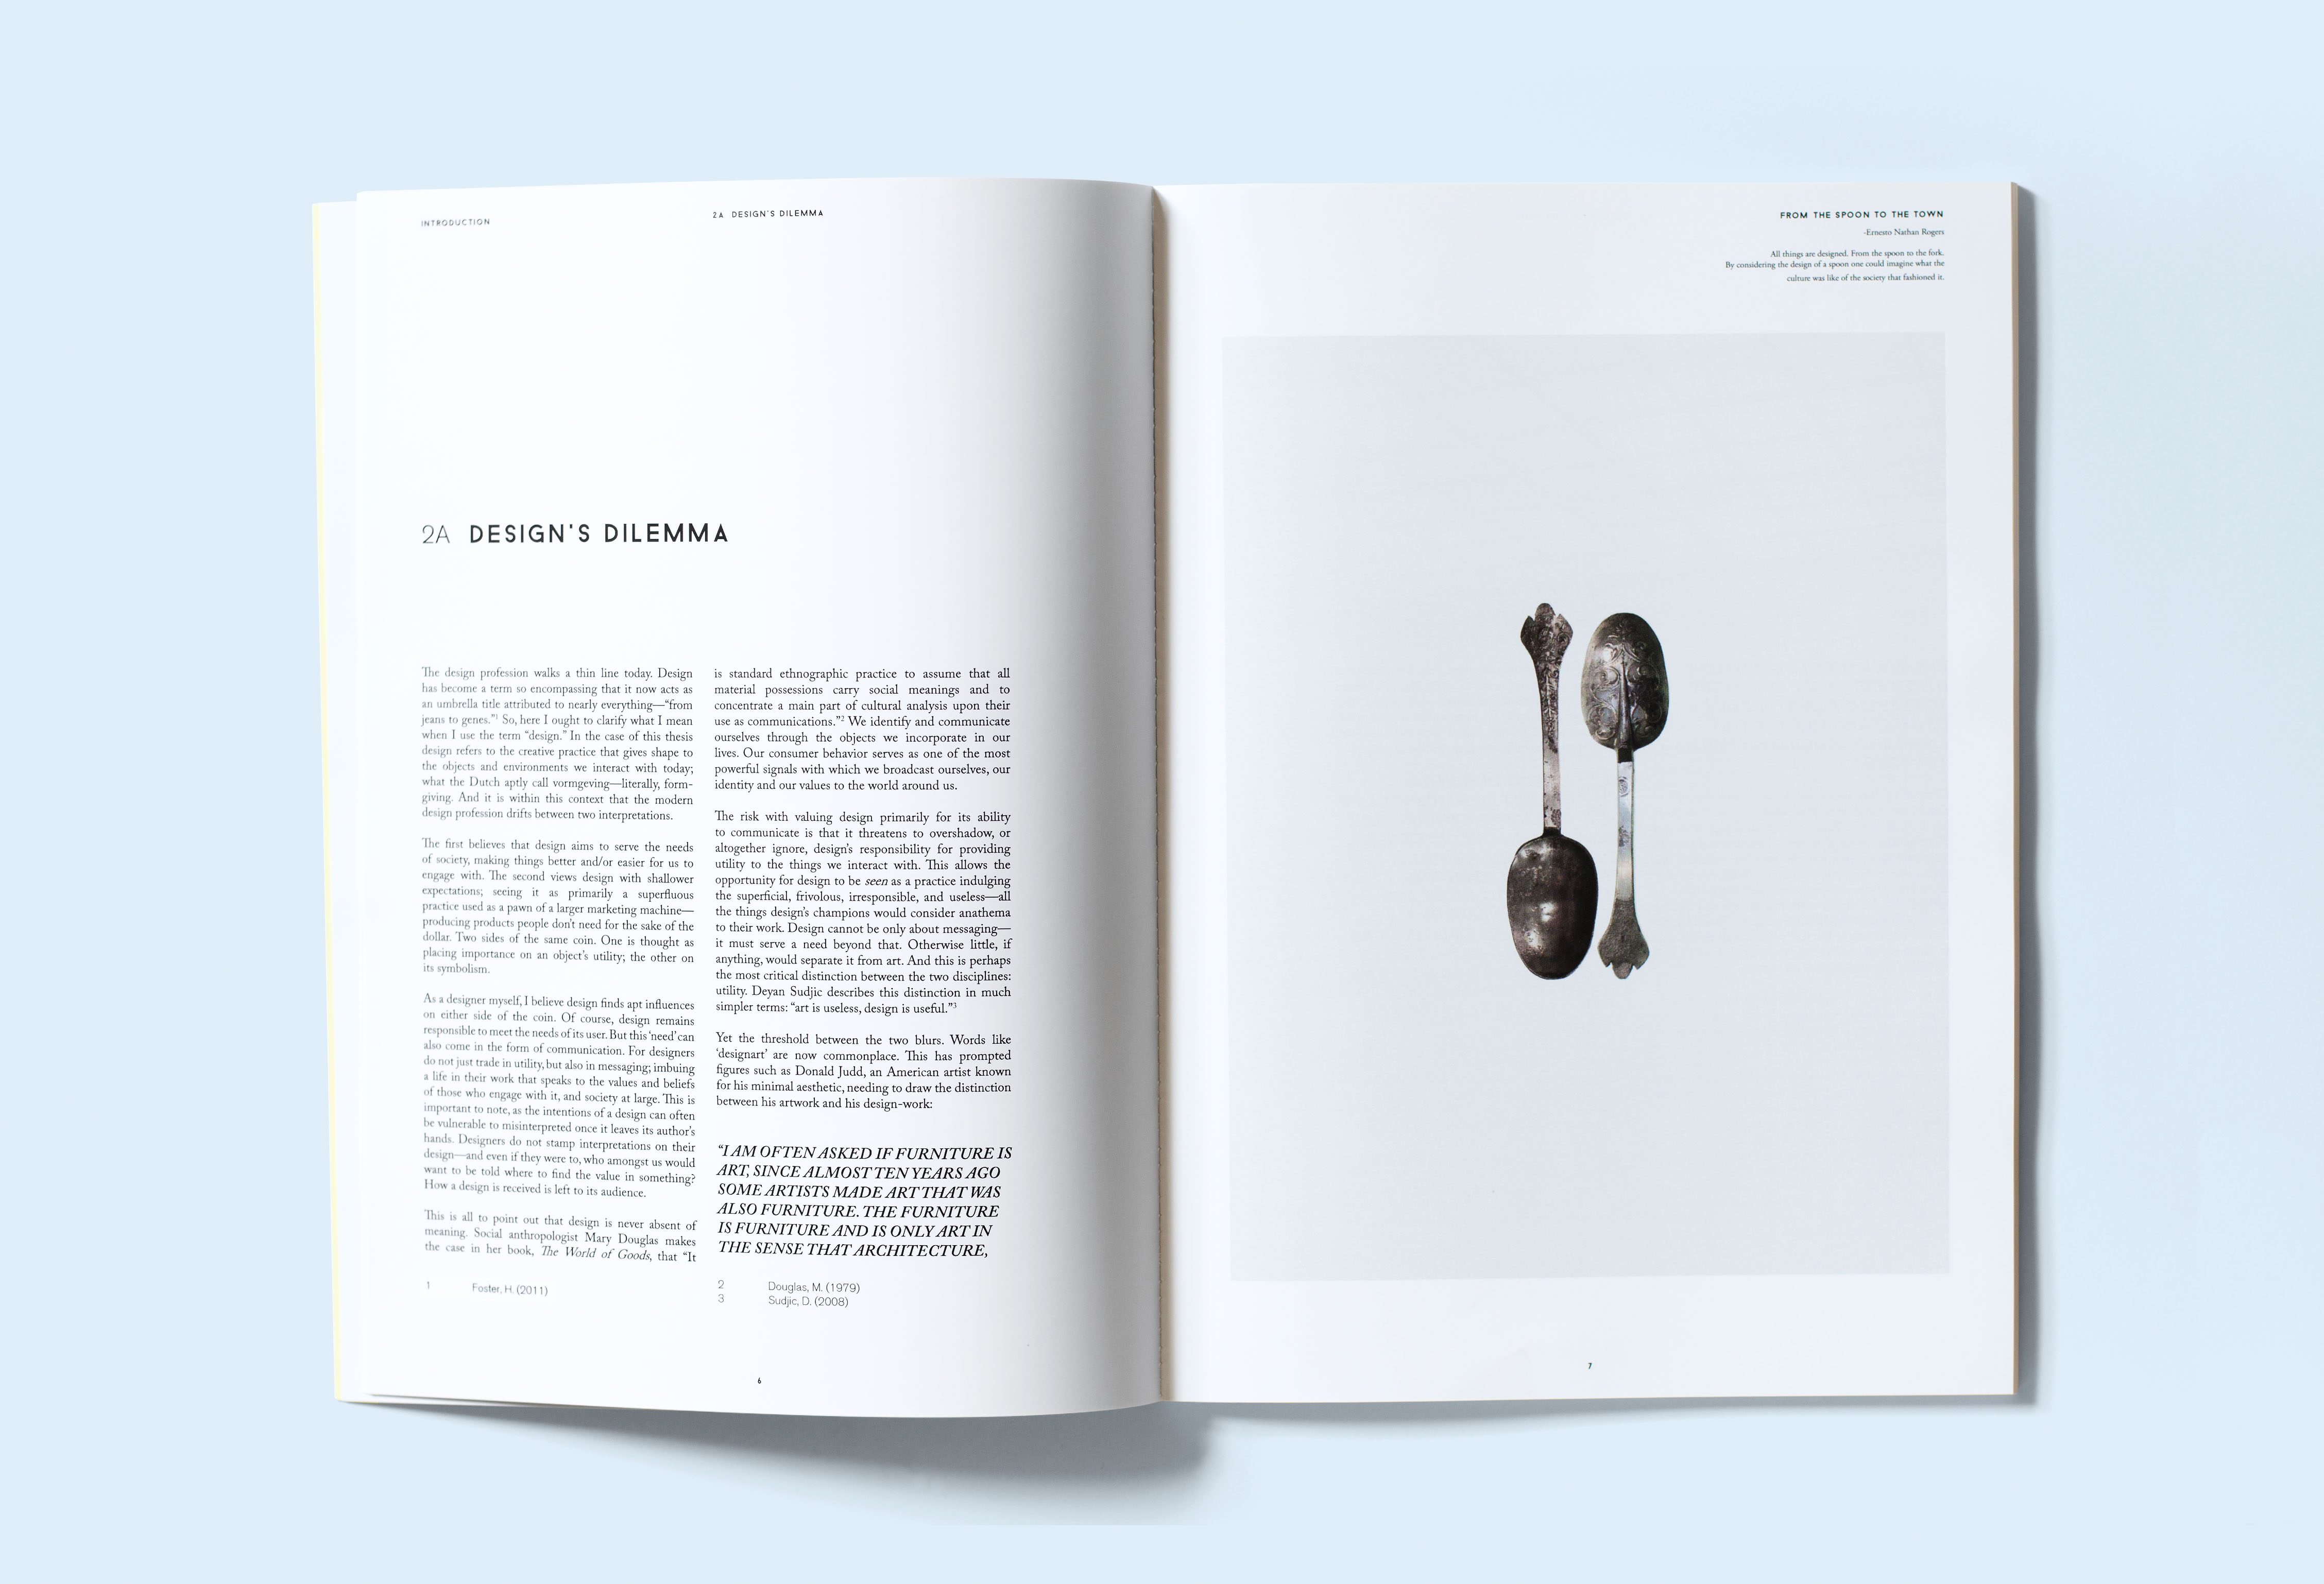 INTRODUCTION
2A DESIGN'S DILEMMA
2A DESIGN'S DILEMMA
The design profession walks a thin line today. Design
has become a term so encompassing that it now acts as
an umbrella title attributed to nearly everything—“from
jeans to genes.”1 So, here I ought to clarify what I mean
when I use the term “design.” In the case of this thesis
design refers to the creative practice that gives shape to
the objects and environments we interact with today;
what the Dutch aptly call vormgeving—literally, form-
giving. And it is within this context that the modern
design profession drifts between two interpretations.
The first believes that design aims to serve the needs
of society, making things better and/or easier for us to
engage with. The second views design with shallower
expectations; seeing it as primarily a superfluous
practice used as a pawn of a larger marketing machine—
producing products people don't need for the sake of the
dollar. Two sides of the same coin. One is thought as
placing importance on an object's utility; the other on
its symbolism.
As a designer myself, I believe design finds apt influences
on either side of the coin. Of course, design remains
responsible to meet the needs of its user. But this ‘need’ can
also come in the form of communication. For designers
do not just trade in utility, but also in messaging; imbuing
a life in their work that speaks to the values and beliefs
of those who engage with it, and society at large. This is
important to note, as the intentions of a design can often
be vulnerable to misinterpreted once it leaves its author's
hands. Designers do not stamp interpretations on their
design—and even if they were to, who amongst us would
want to be told where to find the value in something?
How a design is received is left to its audience.
This is all to point out that design is never absent of
meaning. Social anthropologist Mary Douglas makes
the case in her book, The World of Goods, that “It
1 Foster, H. (2011)
is standard ethnographic practice to assume that all
material possessions carry social meanings and to
concentrate a main part of cultural analysis upon their
use as communications.”2 We identify and communicate
ourselves through the objects we incorporate in our
lives. Our consumer behavior serves as one of the most
powerful signals with which we broadcast ourselves, our
identity and our values to the world around us.
The risk with valuing design primarily for its ability
to communicate is that it threatens to overshadow, or
altogether ignore, design's responsibility for providing
utility to the things we interact with. This allows the
opportunity for design to be seen as a practice indulging
the superficial, frivolous, irresponsible, and useless—all
the things design's champions would consider anathema
to their work. Design cannot be only about messaging—
it must serve a need beyond that. Otherwise little, if
anything, would separate it from art. And this is perhaps
the most critical distinction between the two disciplines:
utility. Deyan Sudjic describes this distinction in much
simpler terms: “art is useless, design is useful.”3
Yet the threshold between the two blurs. Words like
‘designart’ are now commonplace. This has prompted
figures such as Donald Judd, an American artist known
for his minimal aesthetic, needing to draw the distinction
between his artwork and his design-work:
“I AM OFTEN ASKED IF FURNITURE IS
ART, SINCE ALMOST TEN YEARS AGO
SOME ARTISTS MADE ART THAT WAS
ALSO FURNITURE. THE FURNITURE
IS FURNITURE AND IS ONLY ART IN
THE SENSE THAT ARCHITECTURE,
2 Douglas, M. (1979)
3 Sudjic, D. (2008)
6
FROM THE SPOON TO THE TOWN
-Ernesto Nathan Rogers
All things are designed. From the spoon to the fork.
By considering the design of a spoon one could imagine what the
culture was like of the society that fashioned it.
7